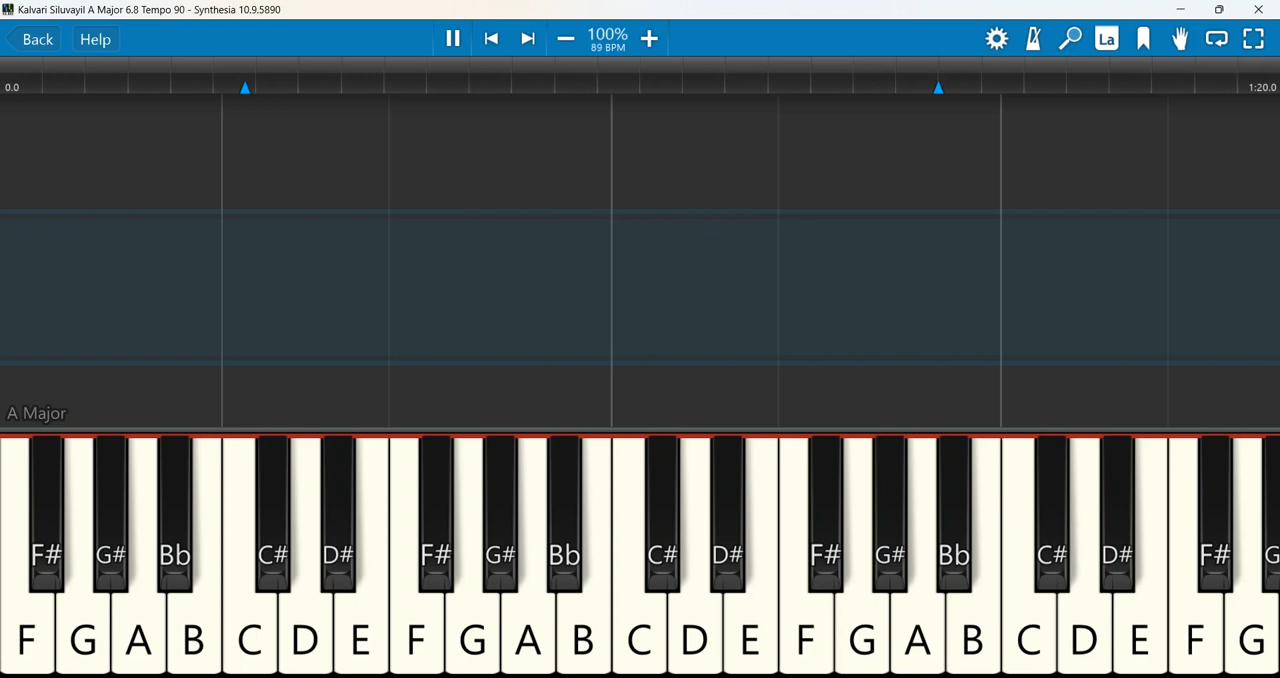 Kalvari Siluvayil A Major 6.8 Tempo 90 - Synthesia 10.9.5890
Back Help 100% La
89 BPM
0.0 1:20.0
A Major
F# G# Bb C# D# F# G# Bb C# D# F# G# Bb C# D# F# G
F G A B C D E F G A B C D E F G A B C D E F G